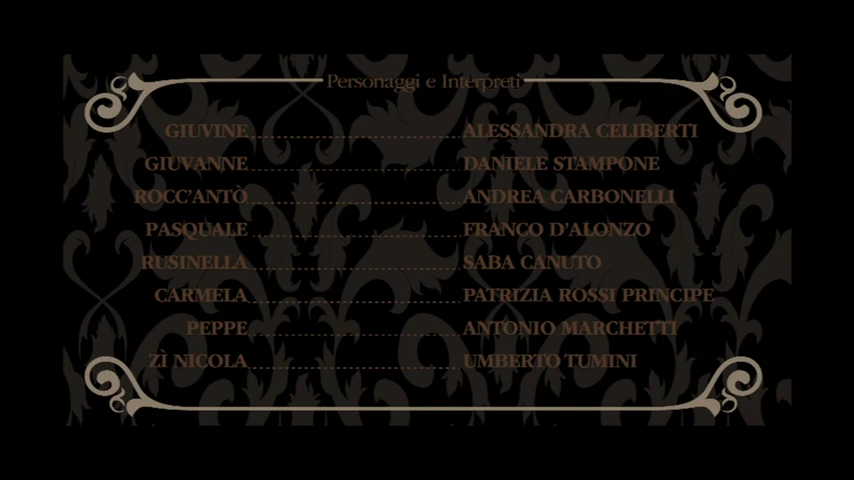 Personaggi e Interpreti
GIUVINE ALESSANDRA CELIBERTI
GIUVANNE DANIELE STAMPONE
ROCC'ANTÒ ANDREA CARBONELLI
PASQUALE FRANCO D'ALONZO
RUSINELLA SABA CANUTO
CARMELA PATRIZIA ROSSI PRINCIPE
PEPPE ANTONIO MARCHETTI
ZÌ NICOLA UMBERTO TUMINI